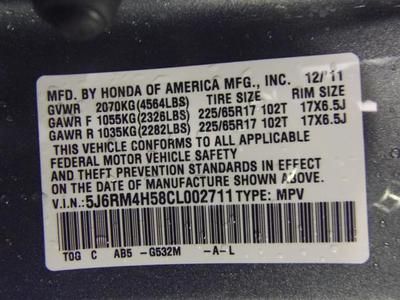 MFD. BY HONDA OF AMERICA MFG., INC. 12/11
GVWR 2070KG(4564LBS) TIRE SIZE RIM SIZE
GAWR F 1055KG(2326LBS) 225/65R17 102T 17X6.5J
GAWR R 1035KG(2282LBS) 225/65R17 102T 17X6.5J
THIS VEHICLE CONFORMS TO ALL APPLICABLE
FEDERAL MOTOR VEHICLE SAFETY
AND THEFT PREVENTION STANDARDS IN EFFECT ON
THE DATE OF MANUFACTURE SHOWN ABOVE.
V.I.N.: 5J6RM4H58CL002711 TYPE: MPV
TOG C AB5 -G532M -A-L